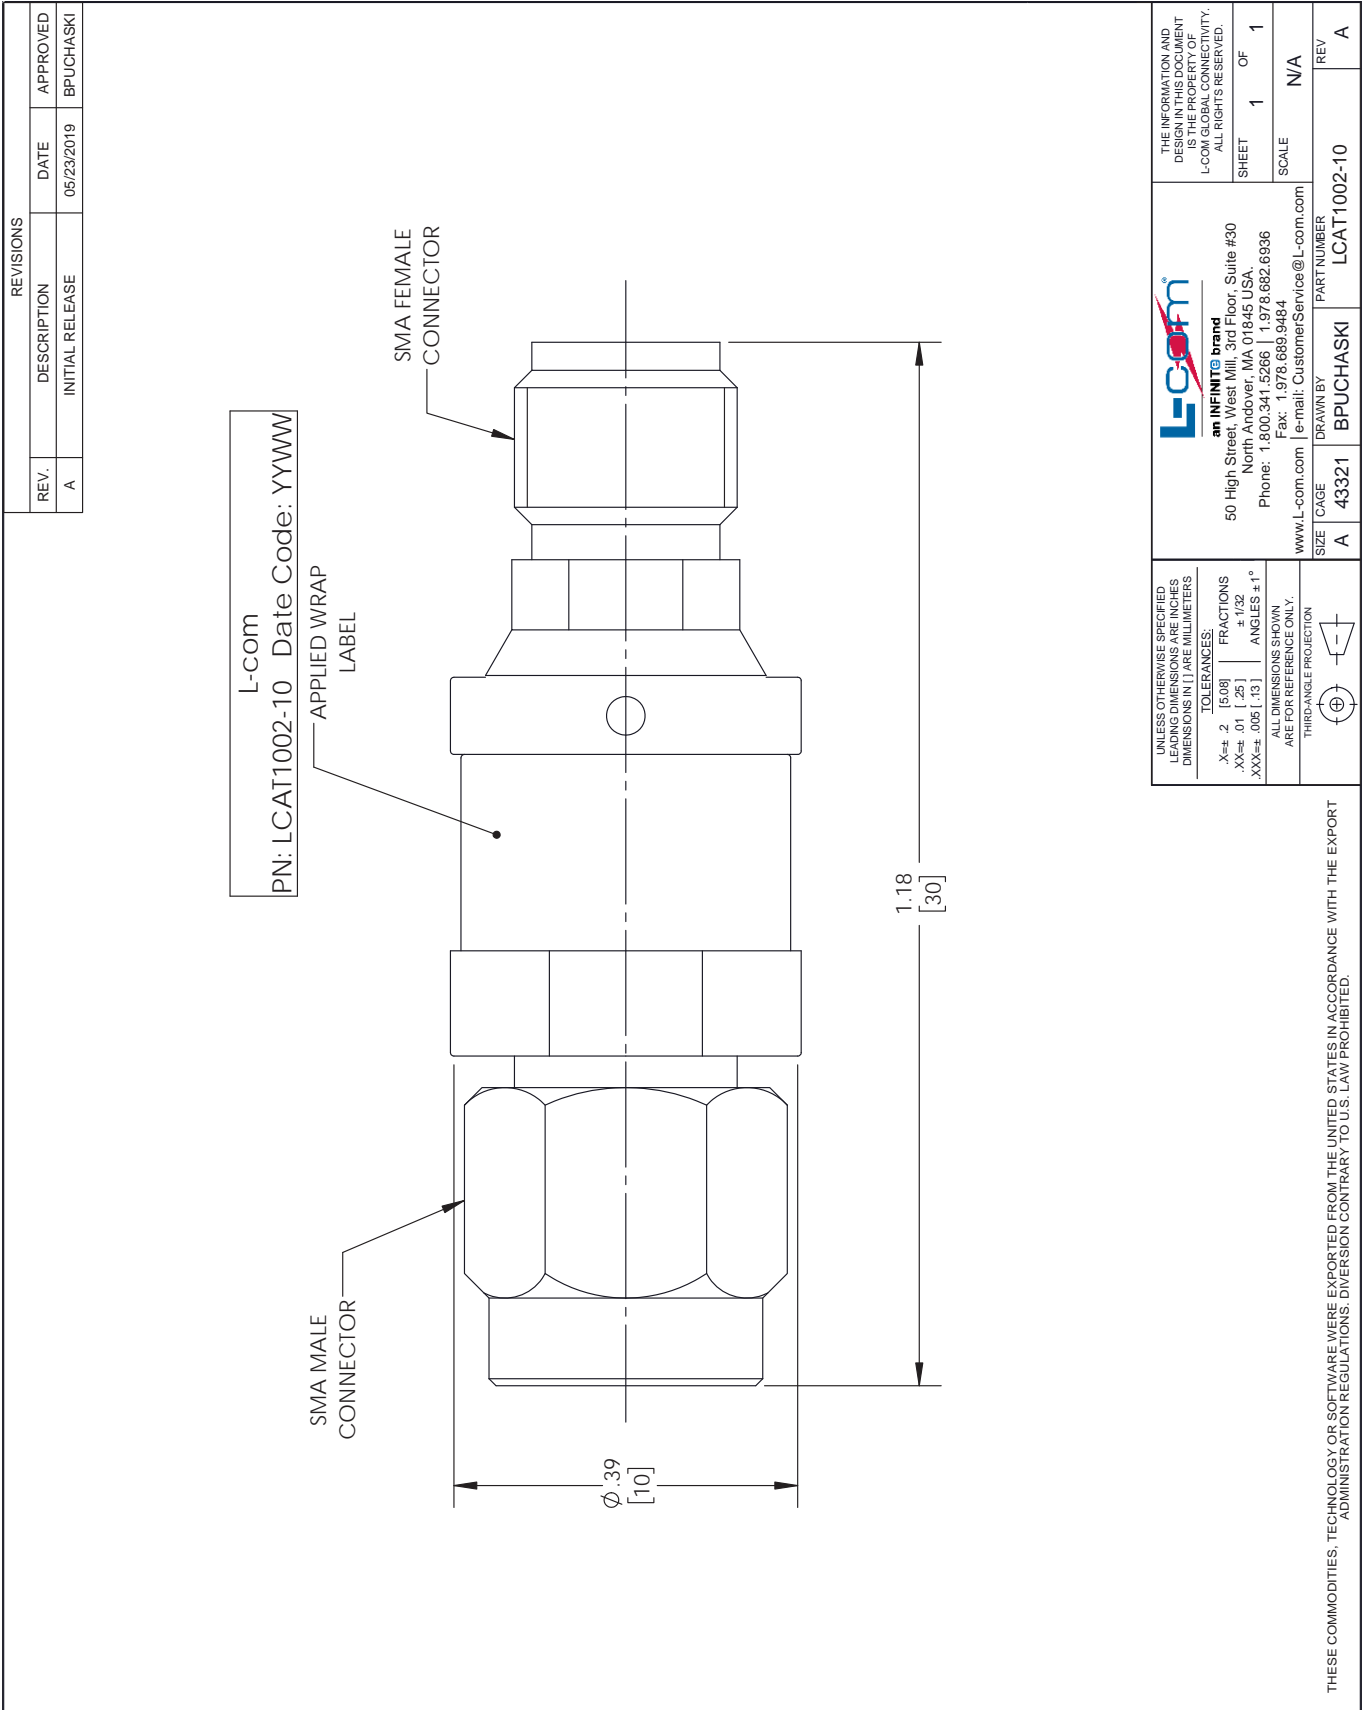 REVISIONS
REV. DESCRIPTION DATE APPROVED
A INITIAL RELEASE 05/23/2019 BPUCHASKI
L-com
PN: LCAT1002-10 Date Code: YYWW
APPLIED WRAP
LABEL
SMA FEMALE
CONNECTOR
SMA MALE
CONNECTOR
Ø.39
[10]
1.18
[30]
UNLESS OTHERWISE SPECIFIED
LEADING DIMENSIONS ARE INCHES
DIMENSIONS IN [ ] ARE MILLIMETERS
TOLERANCES:
.X=± .2 [5.08] FRACTIONS
.XX=± .01 [.25] ± 1/32
.XXX=± .005 [.13] ANGLES ± 1°
ALL DIMENSIONS SHOWN
ARE FOR REFERENCE ONLY.
THIRD-ANGLE PROJECTION
L-com®
an INFINITe brand
50 High Street, West Mill, 3rd Floor, Suite #30
North Andover, MA 01845 USA.
Phone: 1.800.341.5266 | 1.978.682.6936
Fax: 1.978.689.9484
www.L-com.com | e-mail: CustomerService@L-com.com
THE INFORMATION AND
DESIGN IN THIS DOCUMENT
IS THE PROPERTY OF
L-COM GLOBAL CONNECTIVITY.
ALL RIGHTS RESERVED.
SHEET 1 OF 1
SCALE N/A
SIZE CAGE DRAWN BY PART NUMBER REV
A 43321 BPUCHASKI LCAT1002-10 A
THESE COMMODITIES, TECHNOLOGY OR SOFTWARE WERE EXPORTED FROM THE UNITED STATES IN ACCORDANCE WITH THE EXPORT
ADMINISTRATION REGULATIONS. DIVERSION CONTRARY TO U.S. LAW PROHIBITED.